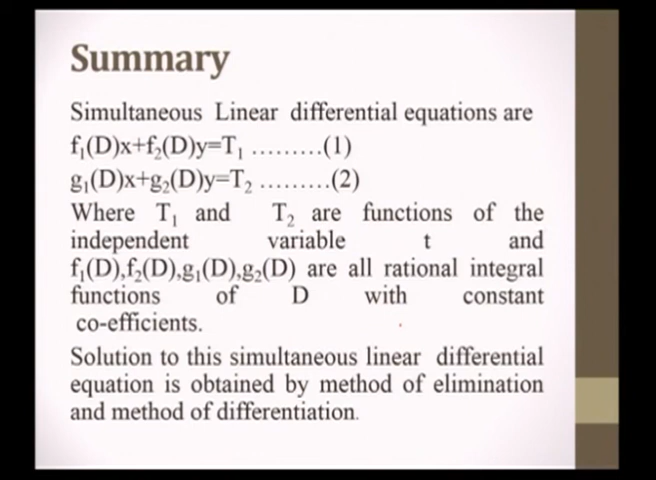 Summary
Simultaneous Linear differential equations are
f₁(D)x+f₂(D)y=T₁ .........(1)
g₁(D)x+g₂(D)y=T₂ .........(2)
Where T₁ and T₂ are functions of the
independent variable t and
f₁(D),f₂(D),g₁(D),g₂(D) are all rational integral
functions of D with constant
co-efficients.
Solution to this simultaneous linear differential
equation is obtained by method of elimination
and method of differentiation.